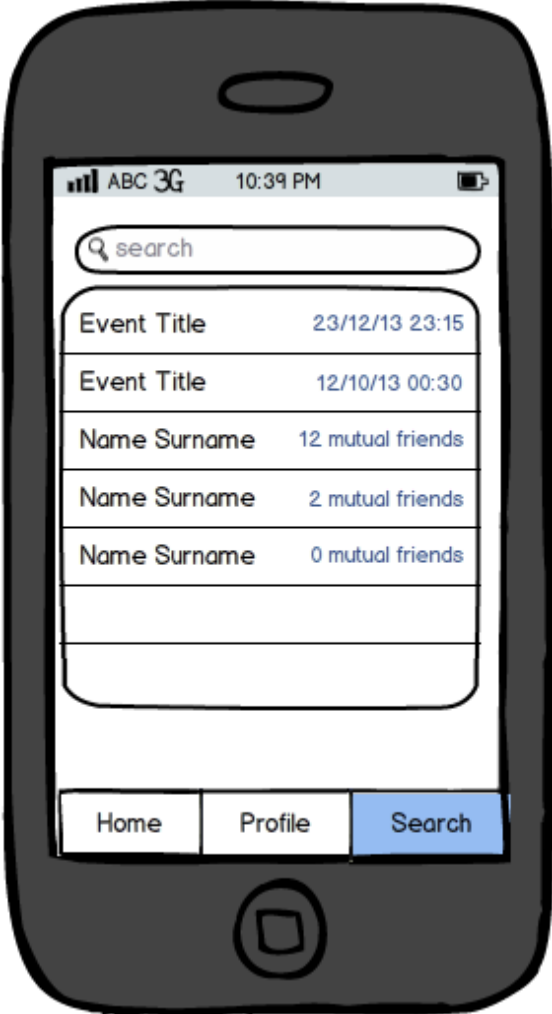 ABC 3G 10:39 PM
search
Event Title 23/12/13 23:15
Event Title 12/10/13 00:30
Name Surname 12 mutual friends
Name Surname 2 mutual friends
Name Surname 0 mutual friends
Home Profile Search